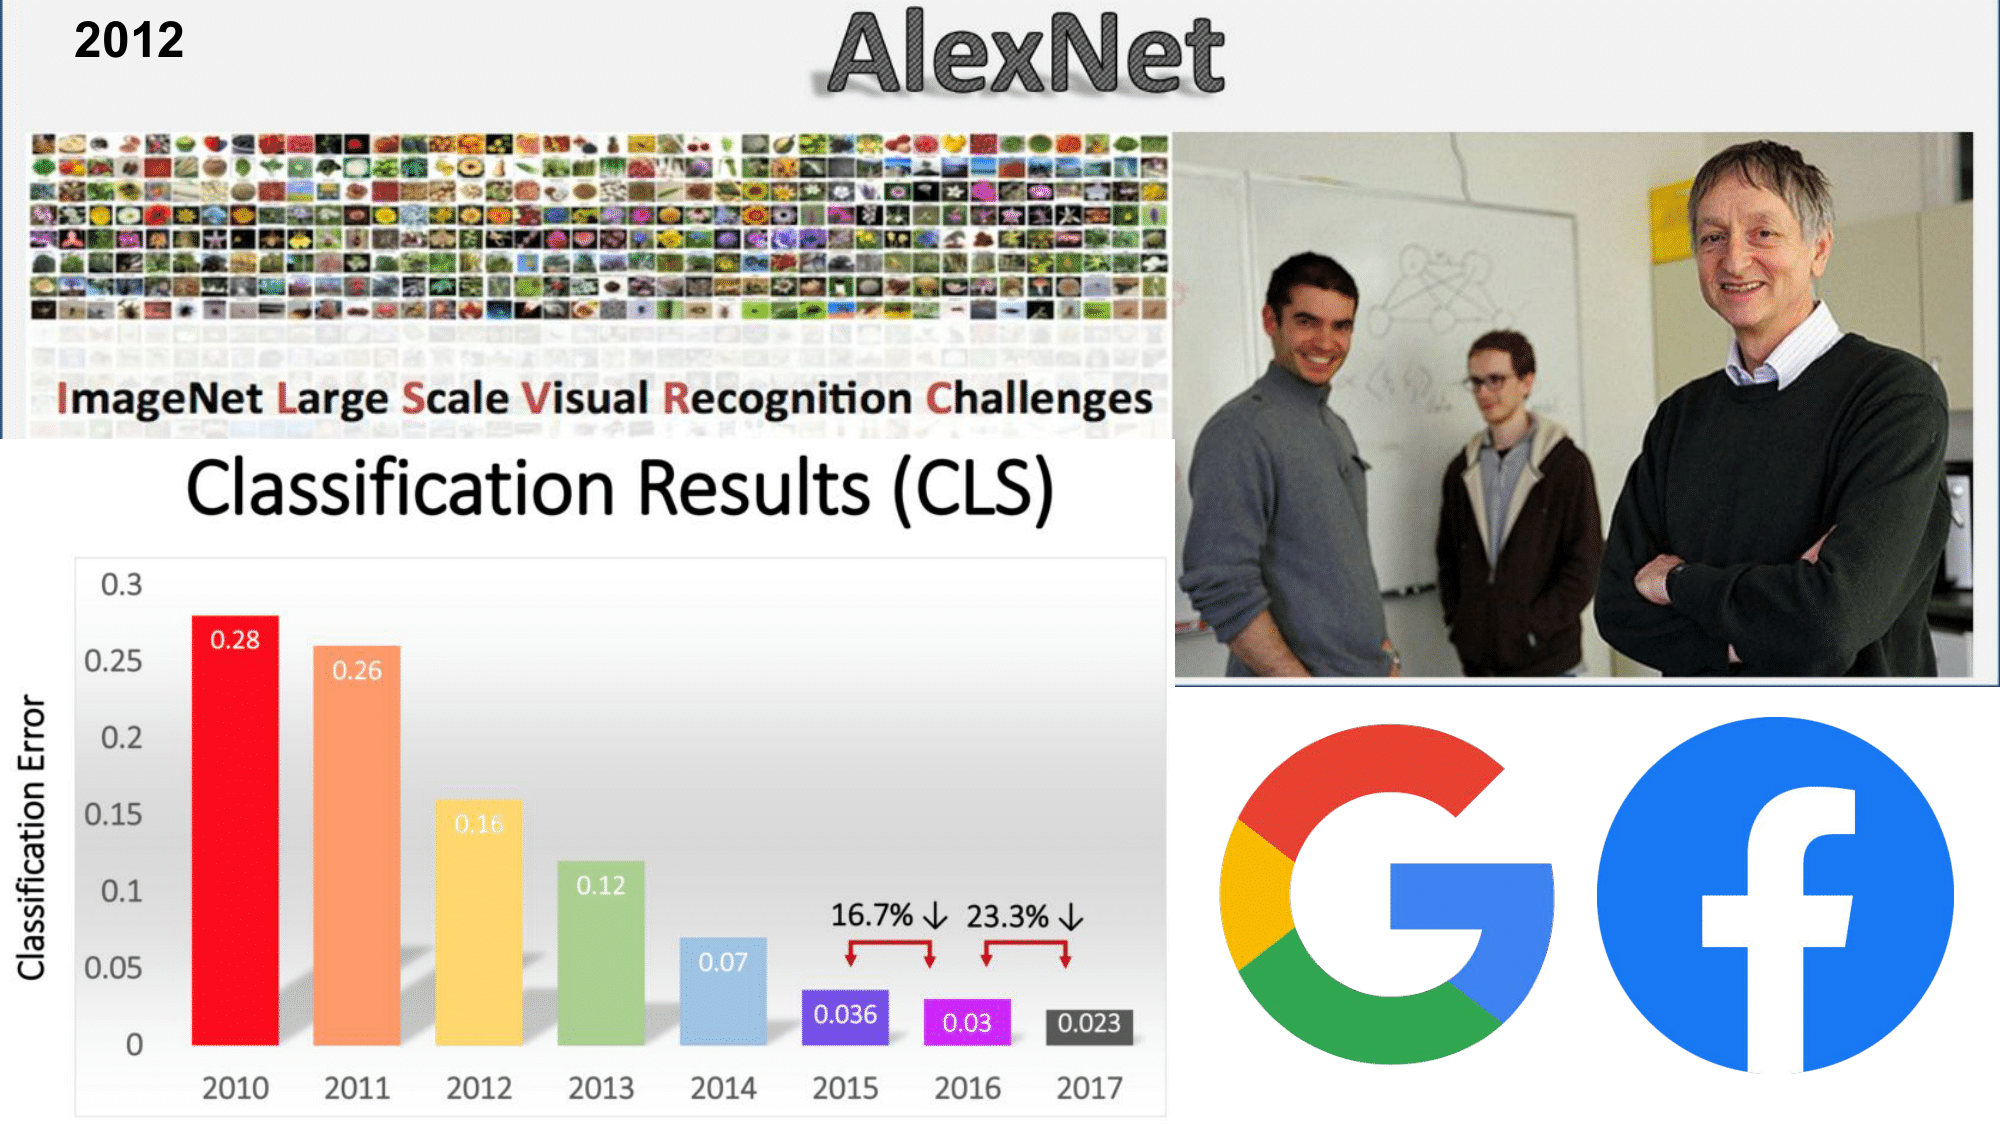 2012
AlexNet
ImageNet Large Scale Visual Recognition Challenges
Classification Results (CLS)
Classification Error
0.3
0.25
0.2
0.15
0.1
0.05
0
0.28
0.26
0.16
0.12
0.07
0.036
0.03
0.023
16.7% ↓ 23.3% ↓
2010 2011 2012 2013 2014 2015 2016 2017